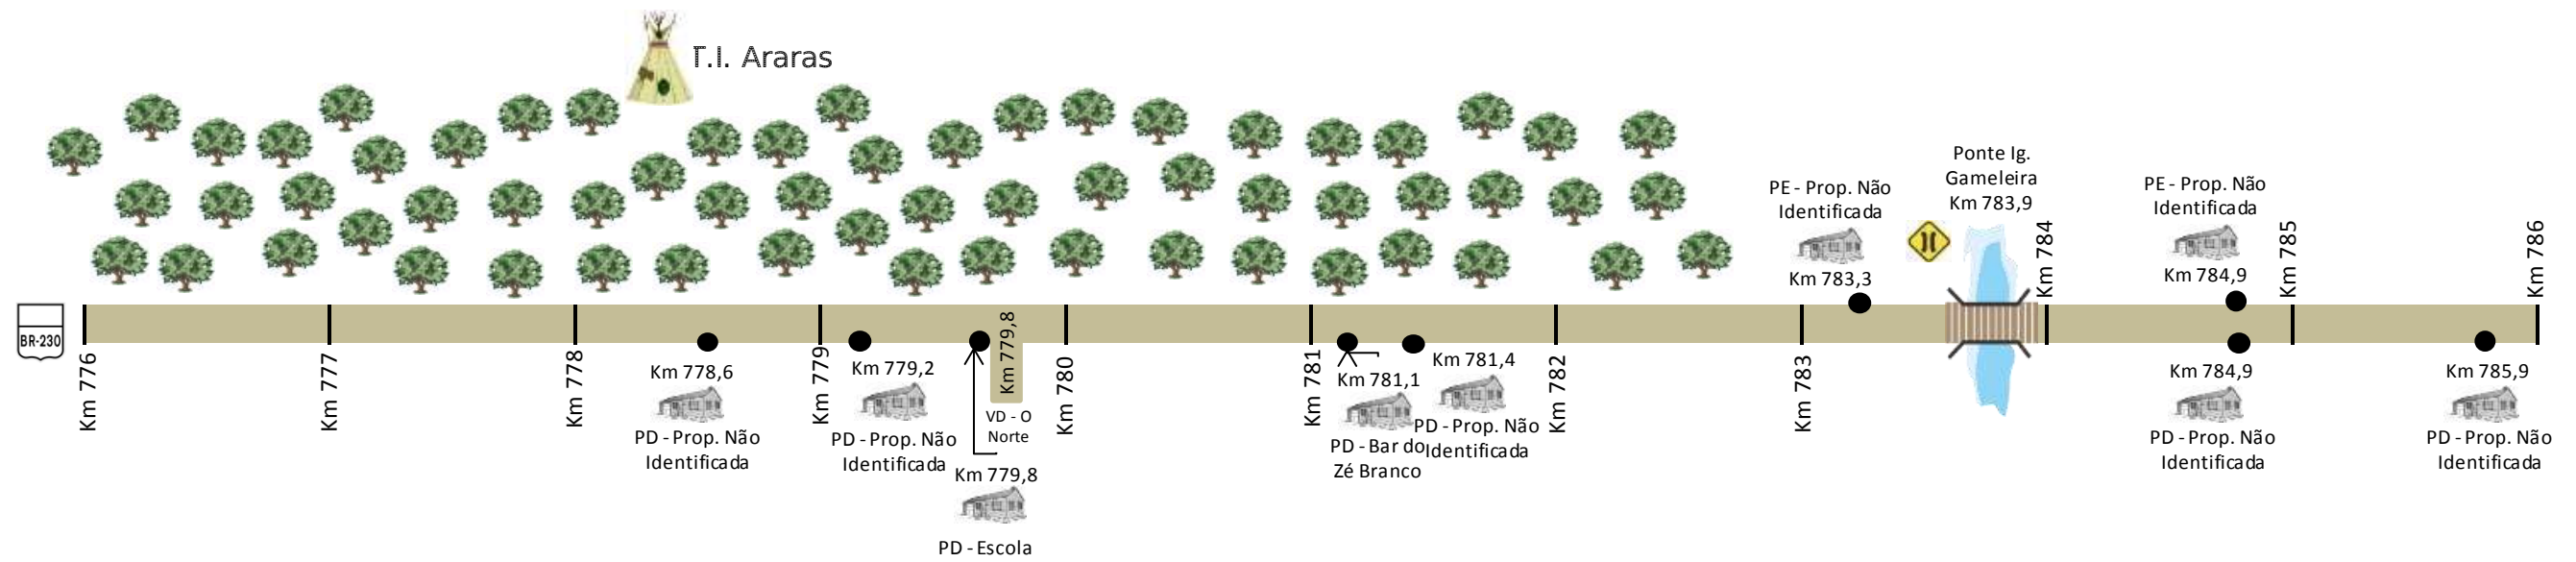 T.I. Araras
Ponte Ig.
Gameleira
Km 783,9
PE - Prop. Não
Identificada
Km 783,3
PE - Prop. Não
Identificada
Km 784,9
BR-230
Km 776
Km 777
Km 778
Km 779
Km 780
Km 781
Km 782
Km 783
Km 784
Km 785
Km 786
Km 778,6
PD - Prop. Não
Identificada
Km 779,2
PD - Prop. Não
Identificada
Km 779,8
VD - O
Norte
Km 779,8
PD - Escola
Km 781,1
PD - Bar do
Zé Branco
Km 781,4
PD - Prop. Não
Identificada
Km 784,9
PD - Prop. Não
Identificada
Km 785,9
PD - Prop. Não
Identificada